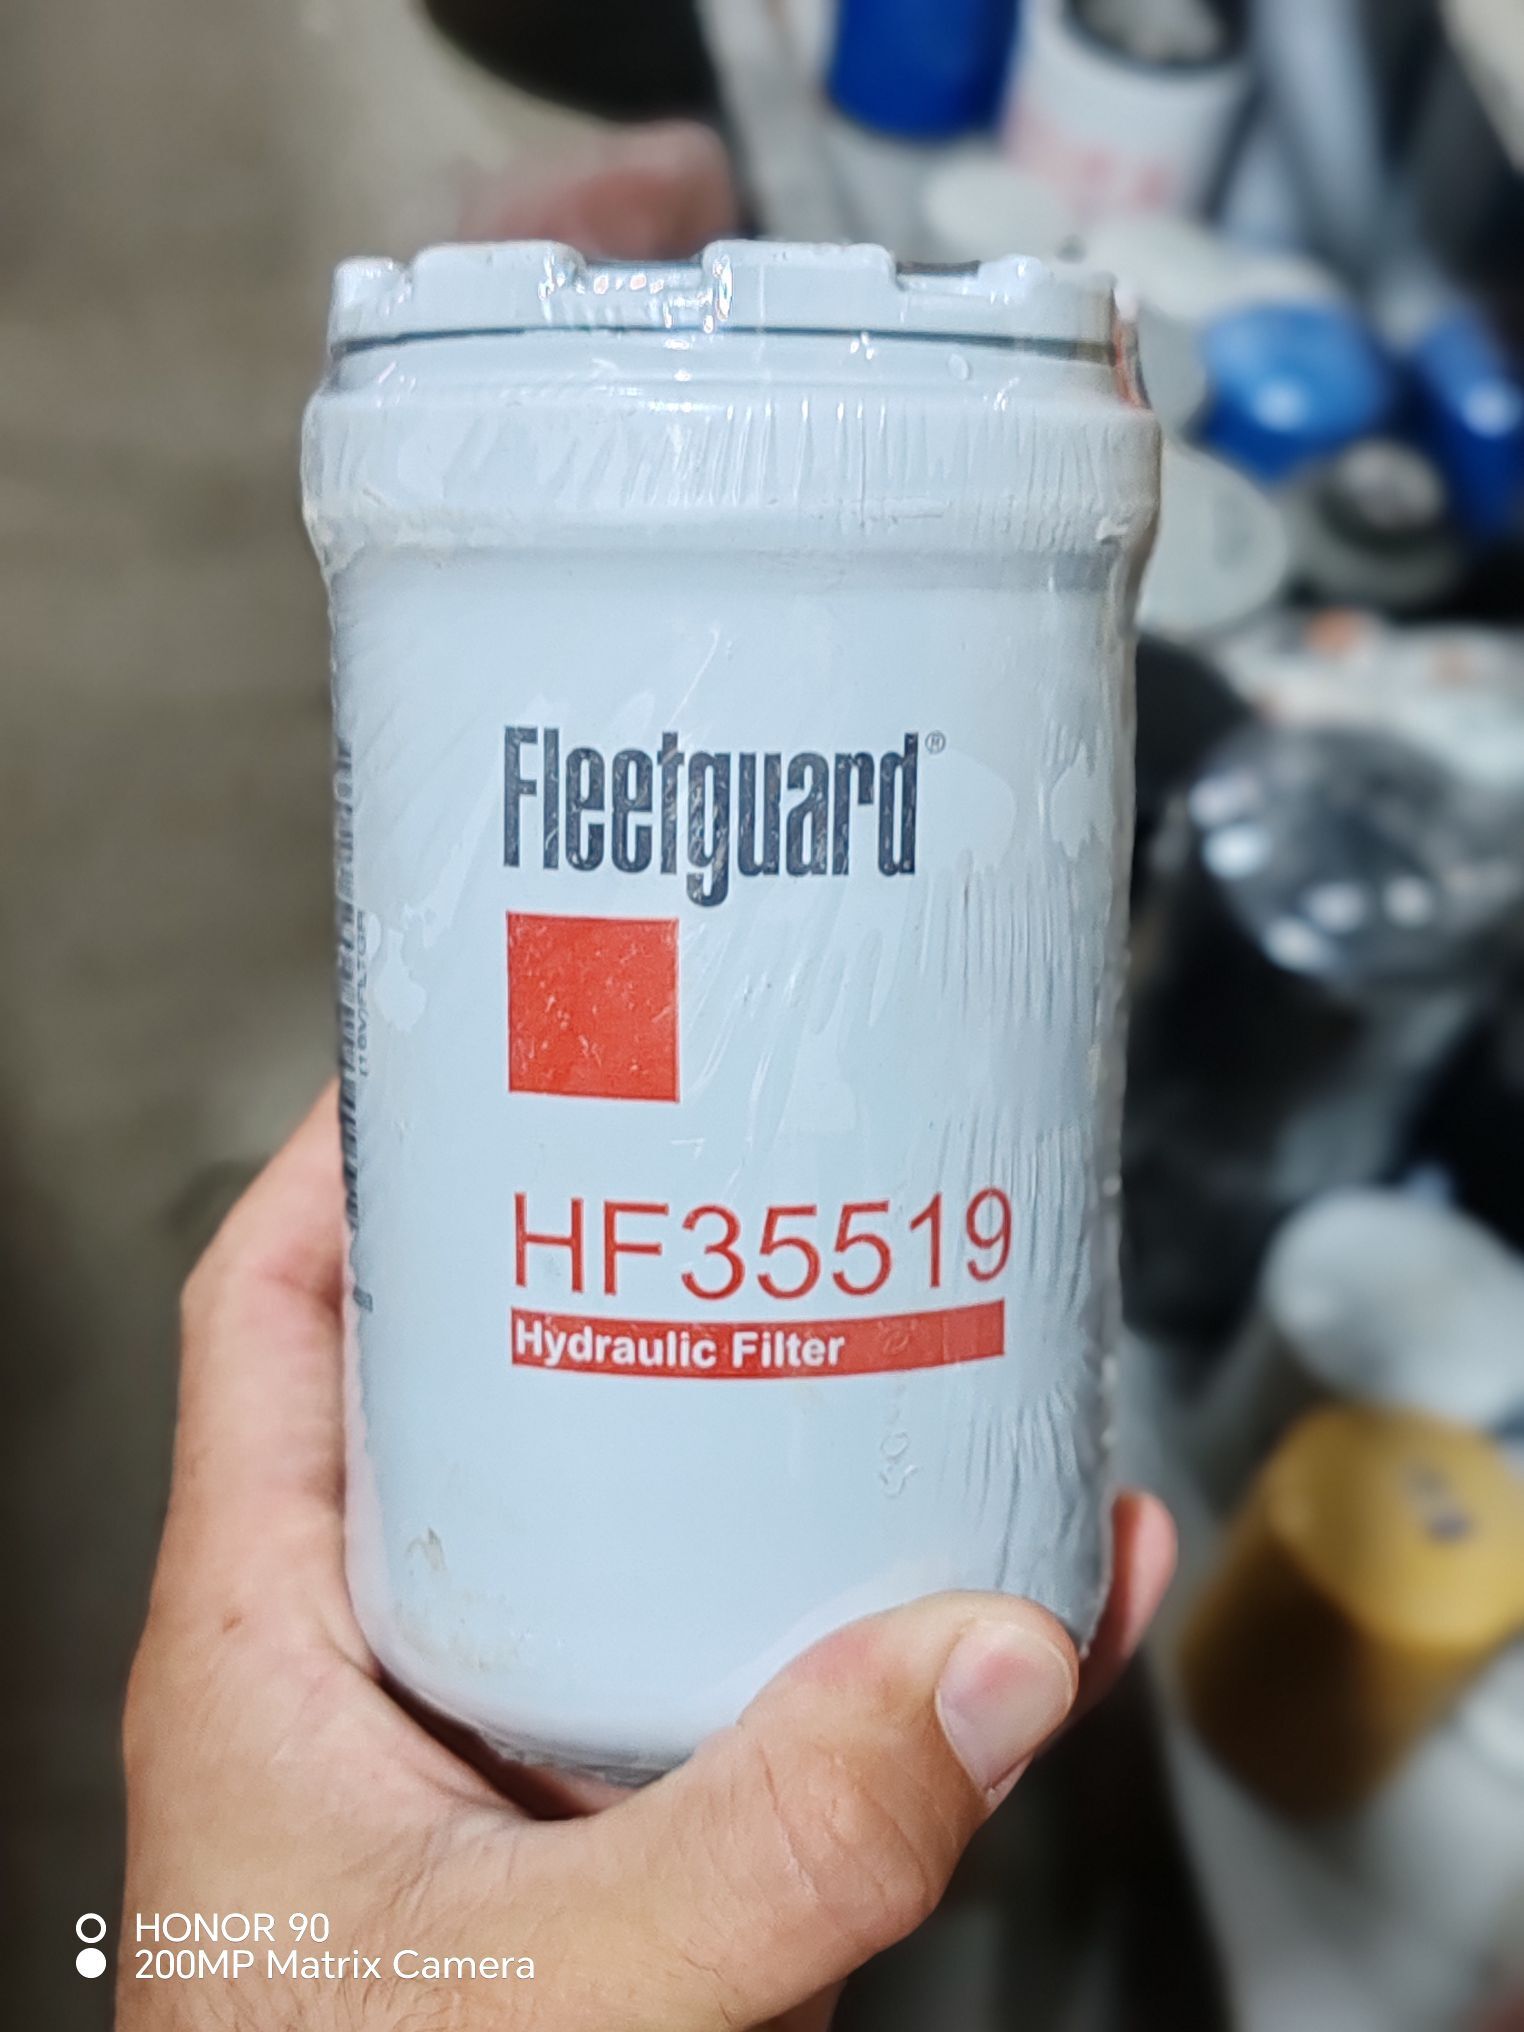 Fleetguard®
HF35519
Hydraulic Filter
HONOR 90
200MP Matrix Camera